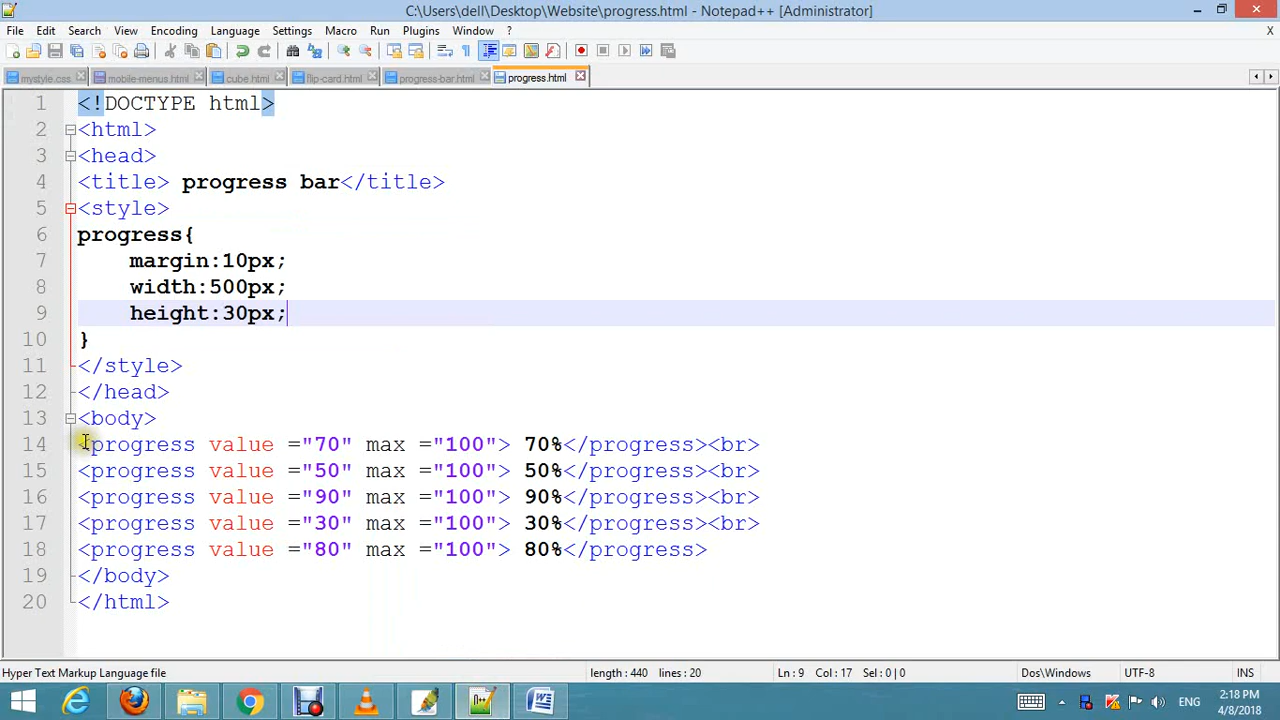 C:\Users\dell\Desktop\Website\progress.html - Notepad++ [Administrator]
File Edit Search View Encoding Language Settings Macro Run Plugins Window ? X
mystyle.css mobile-menus.html cube.html flip-card.html progress-bar.html progress.html
1 <!DOCTYPE html>
2 <html>
3 <head>
4 <title> progress bar</title>
5 <style>
6 progress{
7 margin:10px;
8 width:500px;
9 height:30px;
10 }
11 </style>
12 </head>
13 <body>
14 <progress value ="70" max ="100"> 70%</progress><br>
15 <progress value ="50" max ="100"> 50%</progress><br>
16 <progress value ="90" max ="100"> 90%</progress><br>
17 <progress value ="30" max ="100"> 30%</progress><br>
18 <progress value ="80" max ="100"> 80%</progress>
19 </body>
20 </html>
Hyper Text Markup Language file length : 440 lines : 20 Ln : 9 Col : 17 Sel : 0 | 0 Dos\Windows UTF-8 INS
ENG
2:18 PM
4/8/2018